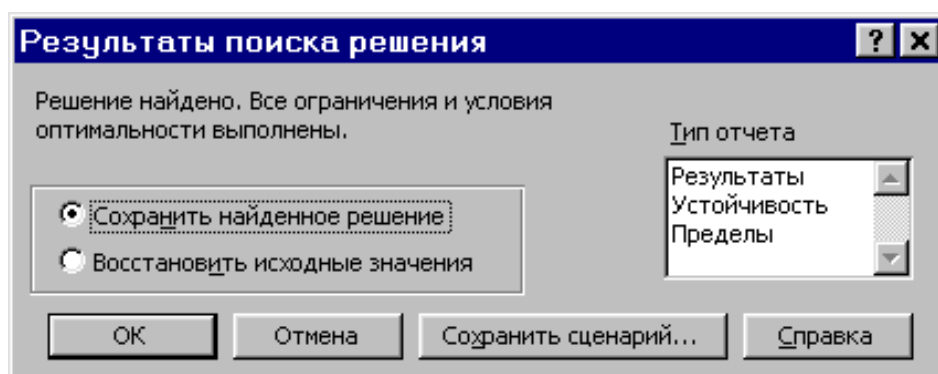 Результаты поиска решения
Решение найдено. Все ограничения и условия
оптимальности выполнены.
Тип отчета
Результаты
Устойчивость
Пределы
Сохранить найденное решение
Восстановить исходные значения
ОК
Отмена
Сохранить сценарий...
Справка